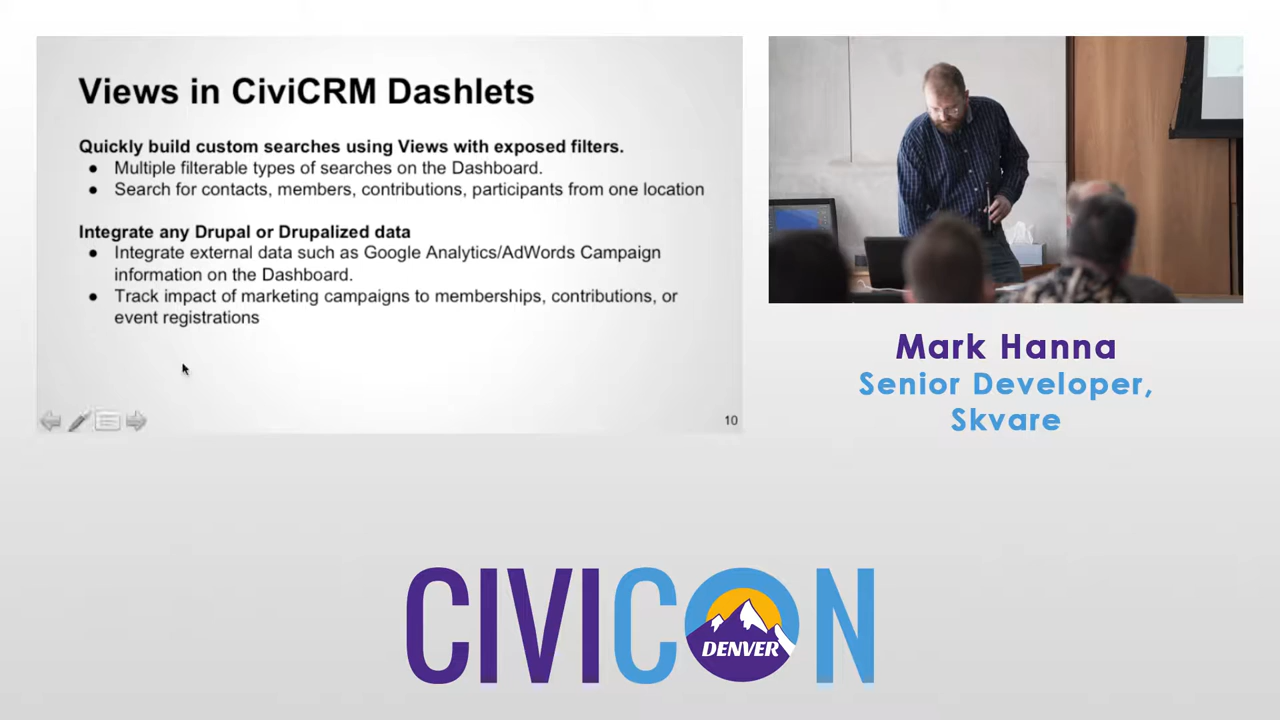 Views in CiviCRM Dashlets
Quickly build custom searches using Views with exposed filters.
● Multiple filterable types of searches on the Dashboard.
● Search for contacts, members, contributions, participants from one location
Integrate any Drupal or Drupalized data
● Integrate external data such as Google Analytics/AdWords Campaign
information on the Dashboard.
● Track impact of marketing campaigns to memberships, contributions, or
event registrations
10
Mark Hanna
Senior Developer,
Skvare
CIVICON
DENVER